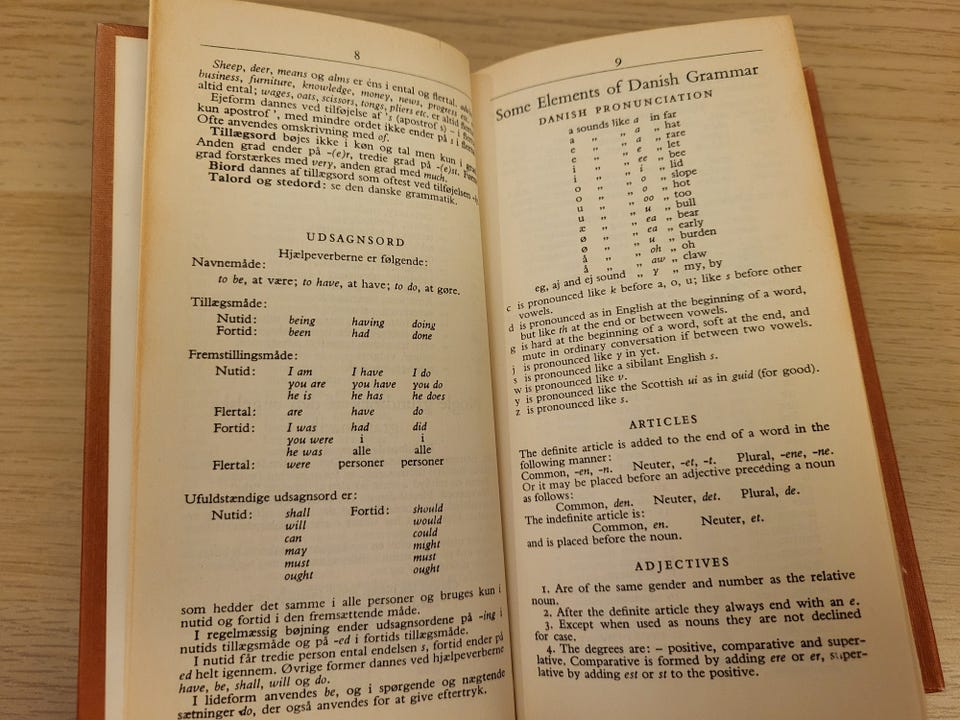 8
Sheep, deer, means og alms er éns i ental og flertal,
business, furniture, knowledge, money, news, progress etc.
altid ental; wages, oats, scissors, tongs, pliers etc. er altid
Ejeform dannes ved tilføjelse af 's (apostrof s) – i
kun apostrof ', med mindre ordet ikke ender på s i
Ofte anvendes omskrivning med of.
Tillægsord bøjes ikke i køn og tal men kun i
Anden grad ender på -(e)r, tredie grad på -(e)st.
grad forstærkes med very, anden grad med much.
Biord dannes af tillægsord som oftest ved tilføjelsen
Talord og stedord: se den danske grammatik.
UDSAGNSORD
Hjælpeverberne er følgende:
Navnemåde:
to be, at være; to have, at have; to do, at gøre.
Tillægsmåde:
Nutid: being having doing
Fortid: been had done
Fremstillingsmåde:
Nutid: I am I have I do
you are you have you do
he is he has he does
Flertal: are have do
Fortid: I was had did
you were i i
he was alle alle
Flertal: were personer personer
Ufuldstændige udsagnsord er:
Nutid: shall Fortid: should
will would
can could
may might
must must
ought ought
som hedder det samme i alle personer og bruges kun i
nutid og fortid i den fremsættende måde.
I regelmæssig bøjning ender udsagnsordene på -ing i
nutids tillægsmåde og på -ed i fortids tillægsmåde.
I nutid får tredie person ental endelsen s, fortid ender på
ed helt igennem. Øvrige former dannes ved hjælpeverberne
have, be, shall, will og do.
I lideform anvendes be, og i spørgende og nægtende
sætninger do, der også anvendes for at give eftertryk.
9
Some Elements of Danish Grammar
DANISH PRONUNCIATION
a sounds like a in far
a „ „ a „ hat
e „ „ a „ rare
e „ „ e „ let
i „ „ ee „ bee
i „ „ i „ lid
o „ „ o „ slope
o „ „ o „ hot
u „ „ oo „ too
u „ „ u „ bull
æ „ „ ea „ bear
ø „ „ ea „ early
ø „ „ u „ burden
å „ „ oh „ oh
å „ „ aw „ claw
eg, aj and ej sound „ y „ my, by
c is pronounced like k before a, o, u; like s before other
vowels.
d is pronounced as in English at the beginning of a word,
but like th at the end or between vowels.
g is hard at the beginning of a word, soft at the end, and
mute in ordinary conversation if between two vowels.
j is pronounced like y in yet.
s is pronounced like a sibilant English s.
w is pronounced like v.
y is pronounced like the Scottish ui as in guid (for good).
z is pronounced like s.
ARTICLES
The definite article is added to the end of a word in the
following manner:
Common, -en, -n. Neuter, -et, -t. Plural, -ene, -ne.
Or it may be placed before an adjective preceding a noun
as follows:
Common, den. Neuter, det. Plural, de.
The indefinite article is:
Common, en. Neuter, et.
and is placed before the noun.
ADJECTIVES
1. Are of the same gender and number as the relative
noun.
2. After the definite article they always end with an e.
3. Except when used as nouns they are not declined
for case.
4. The degrees are: – positive, comparative and super-
lative. Comparative is formed by adding ere or er, super-
lative by adding est or st to the positive.